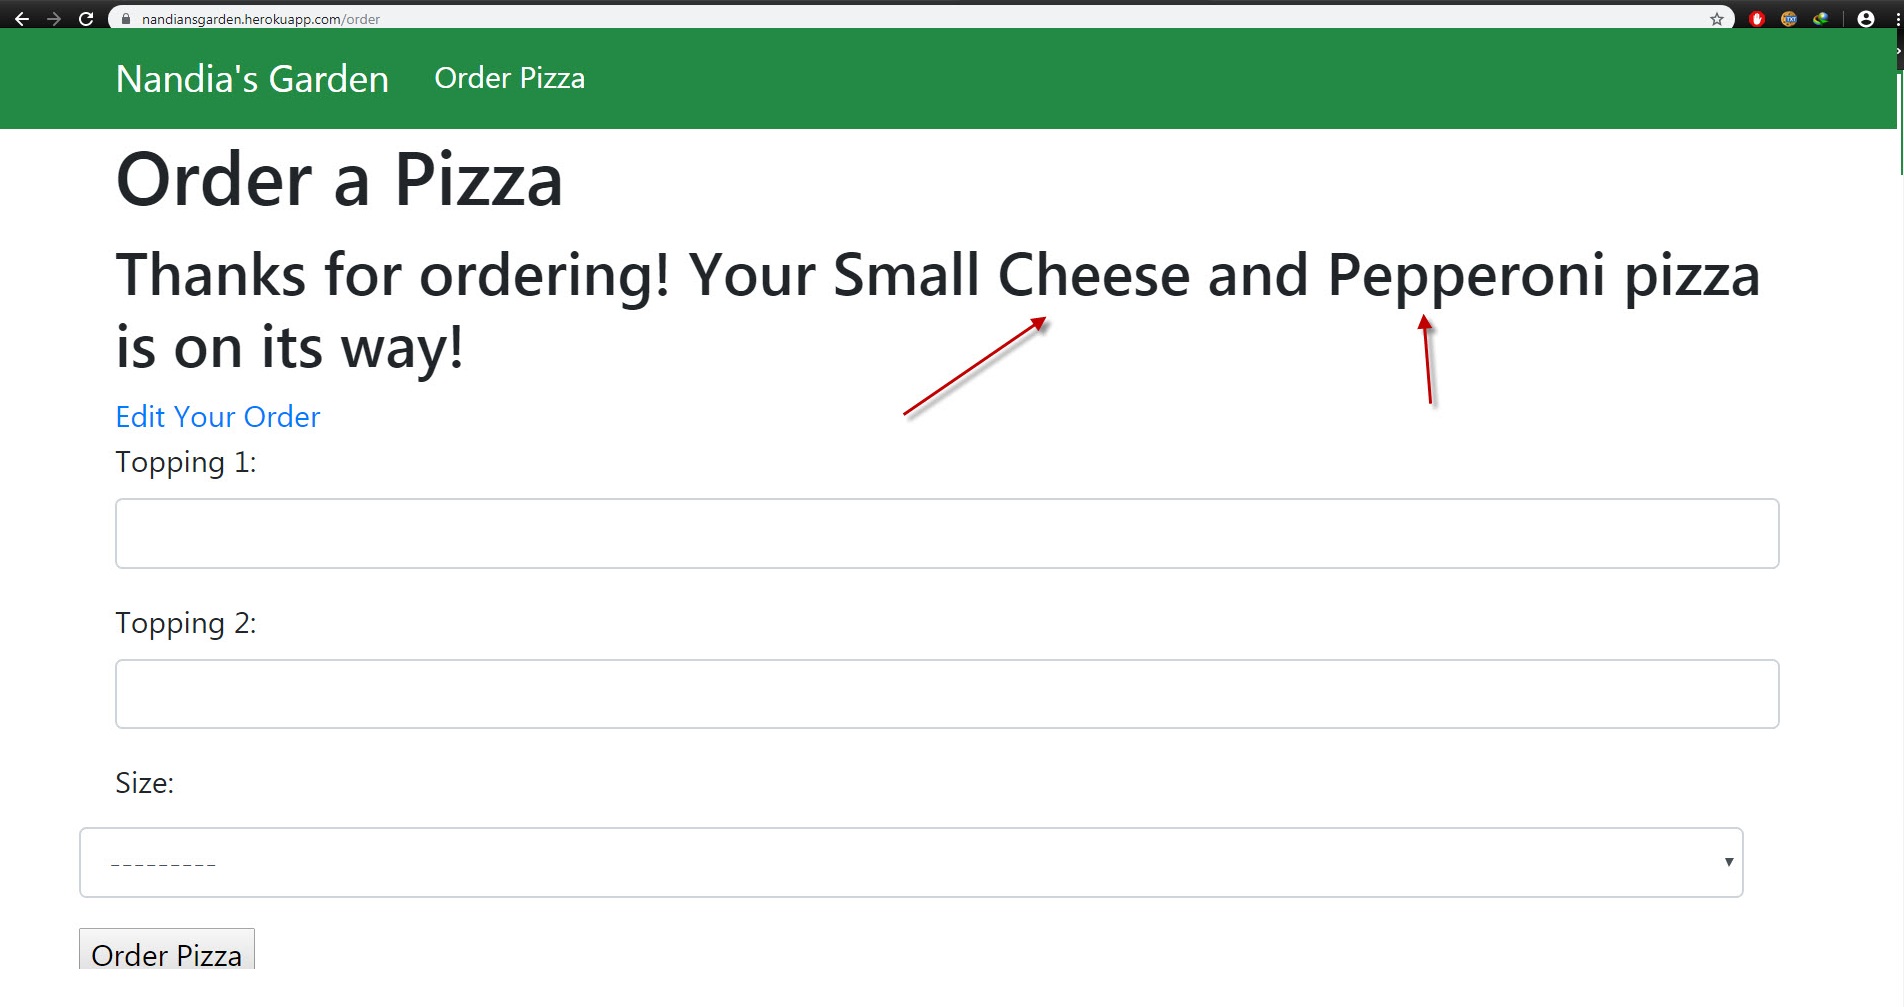 nandiansgarden.herokuapp.com/order
Nandia's Garden Order Pizza
Order a Pizza
Thanks for ordering! Your Small Cheese and Pepperoni pizza
is on its way!
Edit Your Order
Topping 1:
Topping 2:
Size:
---------
Order Pizza